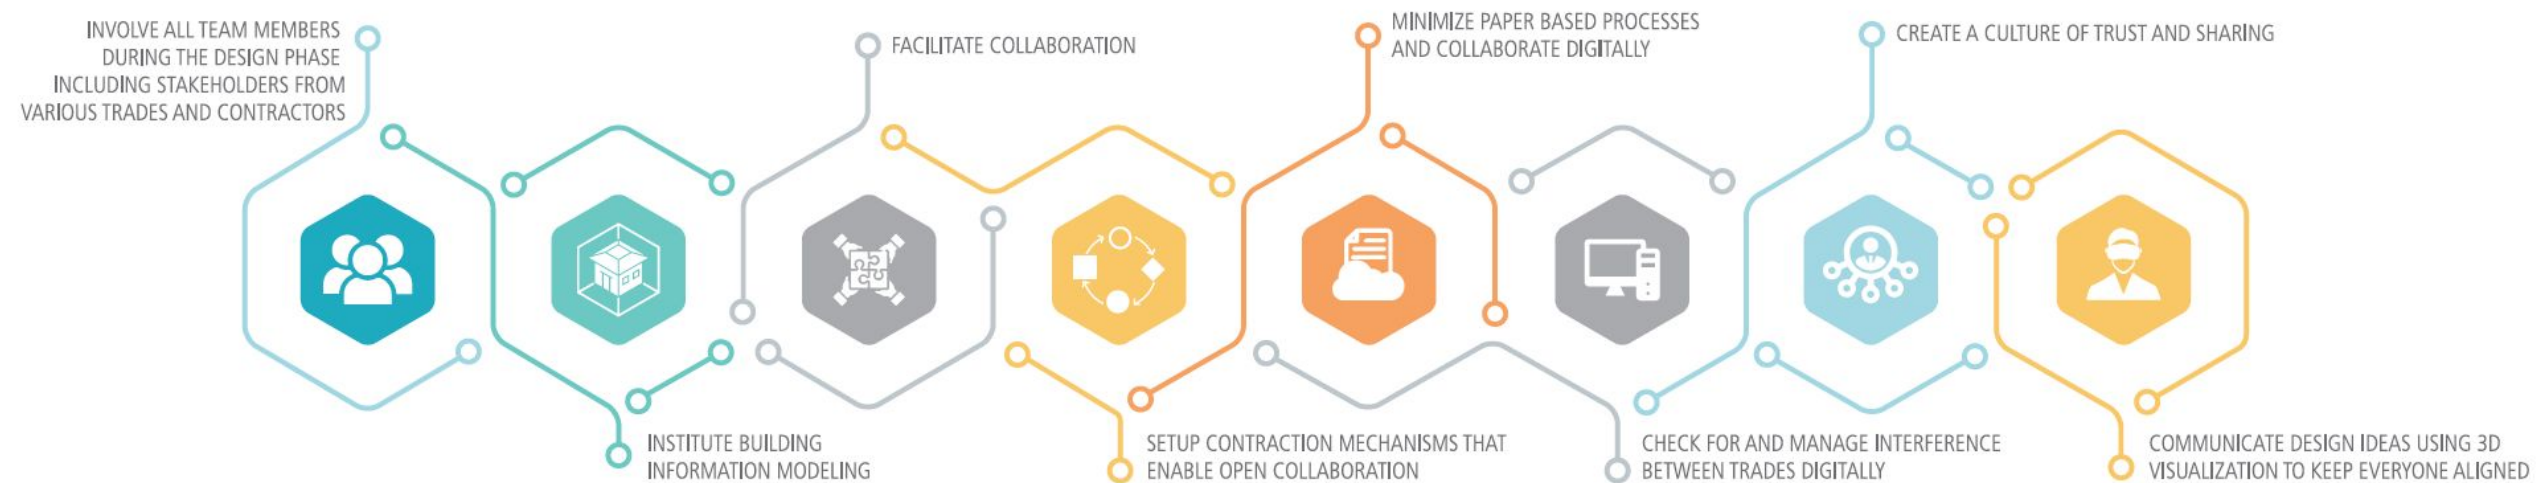 INVOLVE ALL TEAM MEMBERS
DURING THE DESIGN PHASE
INCLUDING STAKEHOLDERS FROM
VARIOUS TRADES AND CONTRACTORS
INSTITUTE BUILDING
INFORMATION MODELING
FACILITATE COLLABORATION
SETUP CONTRACTION MECHANISMS THAT
ENABLE OPEN COLLABORATION
MINIMIZE PAPER BASED PROCESSES
AND COLLABORATE DIGITALLY
CHECK FOR AND MANAGE INTERFERENCE
BETWEEN TRADES DIGITALLY
CREATE A CULTURE OF TRUST AND SHARING
COMMUNICATE DESIGN IDEAS USING 3D
VISUALIZATION TO KEEP EVERYONE ALIGNED